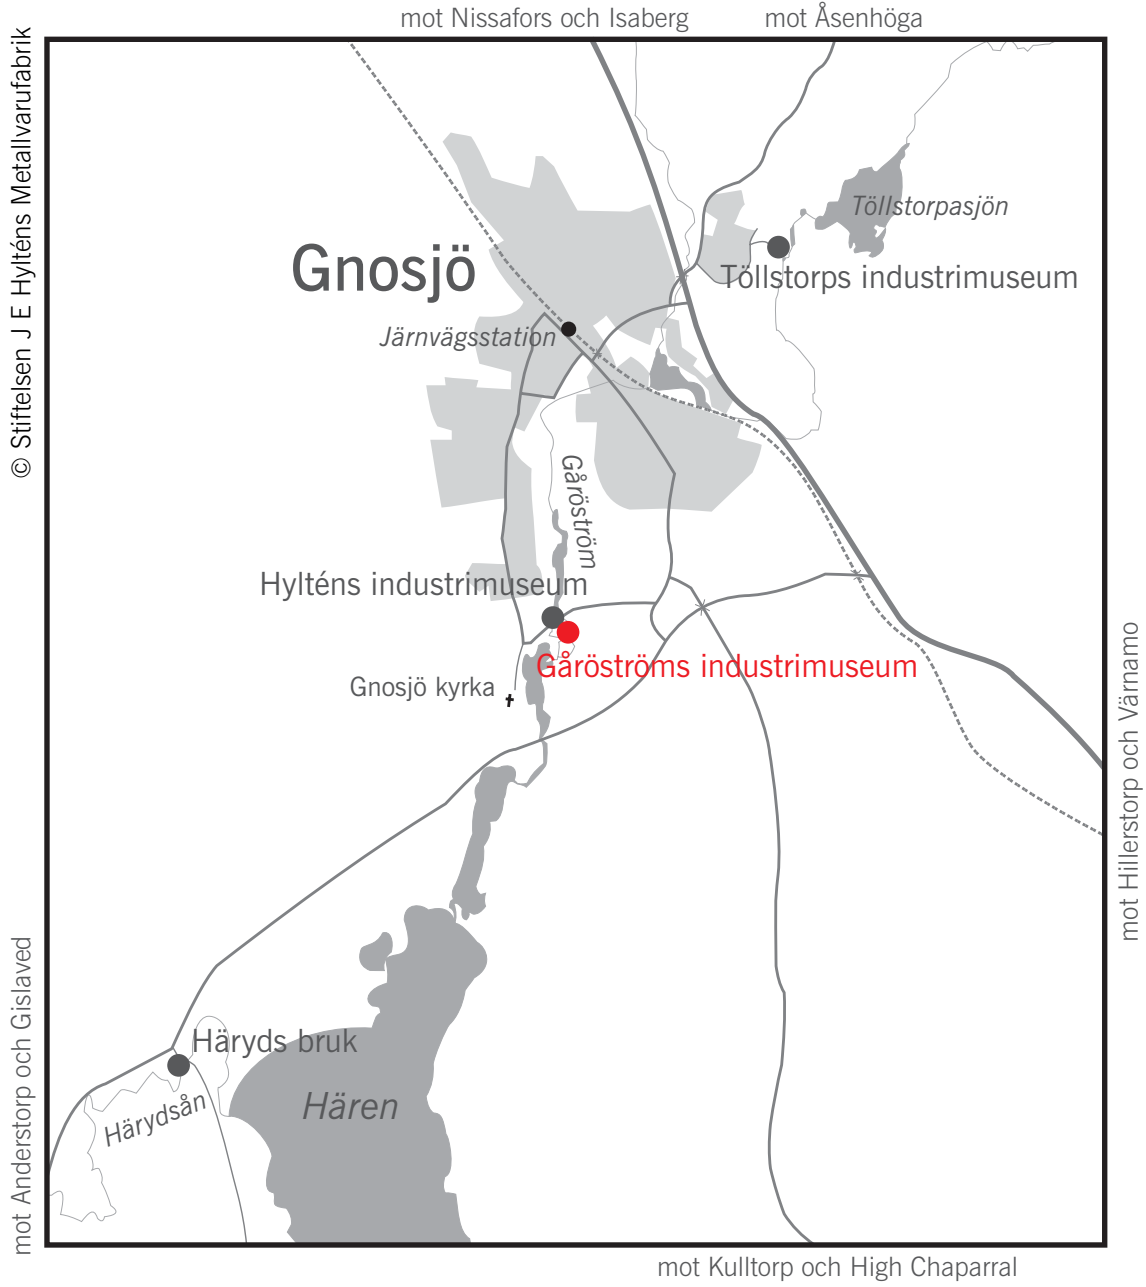 mot Nissafors och Isaberg
mot Åsenhöga
© Stiftelsen J E Hylténs Metallvarufabrik
Töllstorpasjön
Gnosjö
Töllstorps industrimuseum
Järnvägsstation
Gåröström
Hylténs industrimuseum
Gåröströms industrimuseum
Gnosjö kyrka
mot Hillerstorp och Värnamo
mot Anderstorp och Gislaved
Häryds bruk
Hären
Härydsån
mot Kulltorp och High Chaparral